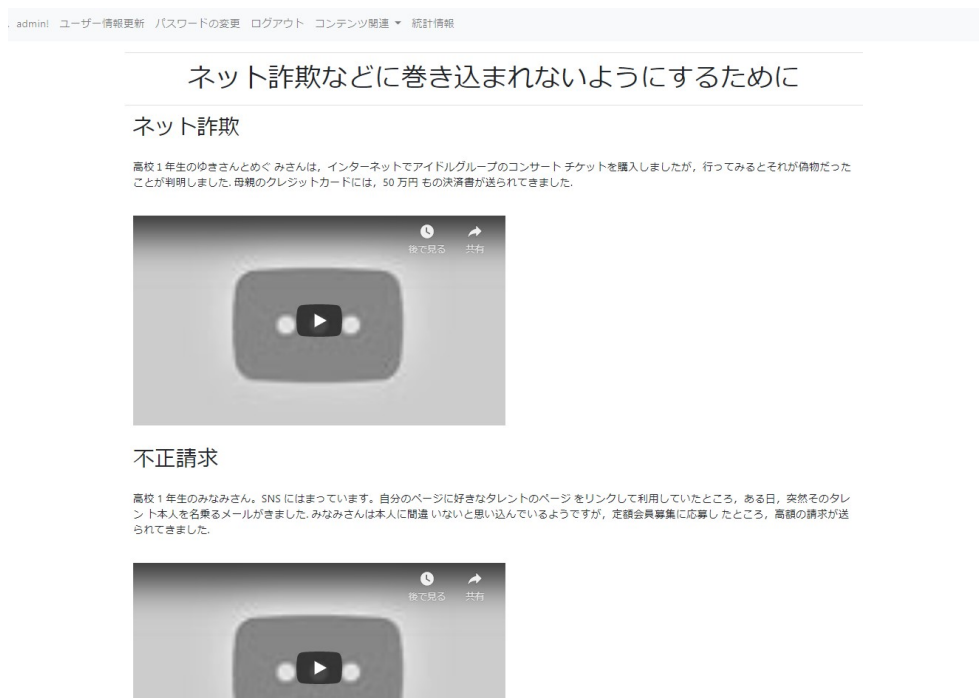 admin! ユーザー情報更新 パスワードの変更 ログアウト コンテンツ関連 統計情報
ネット詐欺などに巻き込まれないようにするために
ネット詐欺
高校1年生のゆきさんとめぐ みさんは，インターネットでアイドルグループのコンサート チケットを購入しましたが，行ってみるとそれが偽物だった
ことが判明しました. 母親のクレジットカードには，50 万円 もの決済書が送られてきました.
後で見る 共有
不正請求
高校 1 年生のみなみさん。SNS にはまっています。自分のページに好きなタレントのページ をリンクして利用していたところ，ある日，突然そのタレ
ン ト本人を名乗るメールがきました. みなみさんは本人に間違 いないと思い込んでいるようですが，定額会員募集に応募し たところ，高額の請求が送
られてきました.
後で見る 共有